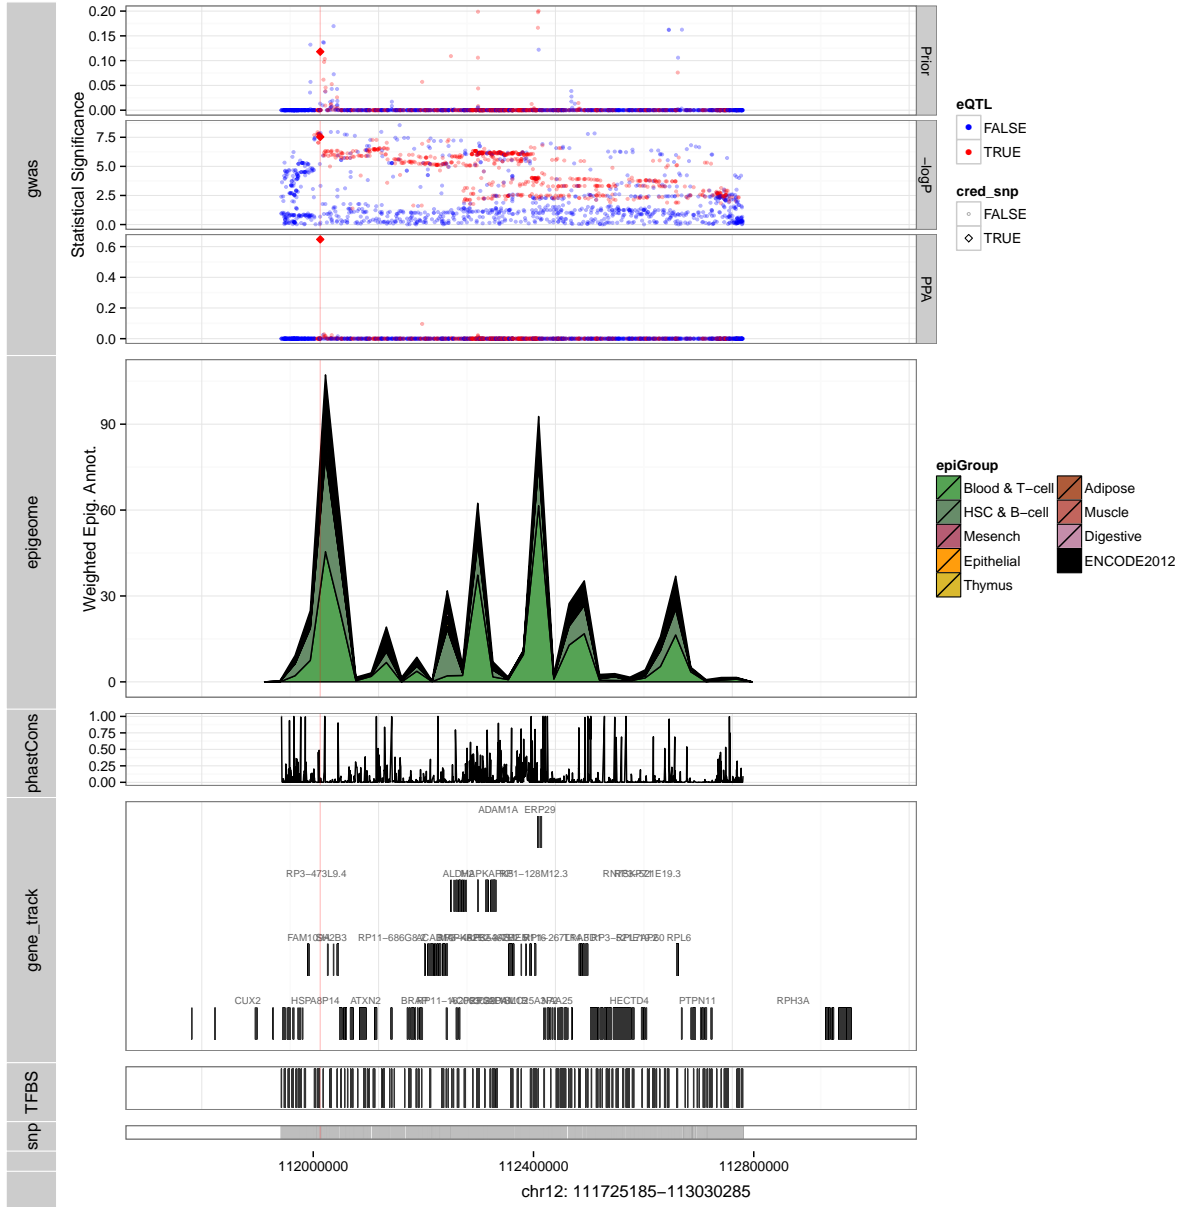 gwas
Statistical Significance
0.20
0.15
0.10
0.05
0.00
Prior
7.5
5.0
2.5
0.0
−logP
0.6
0.4
0.2
0.0
PPA
eQTL
FALSE
TRUE
cred_snp
FALSE
TRUE
epigeome
Weighted Epig. Annot.
90
60
30
0
epiGroup
Blood & T−cell
HSC & B−cell
Mesench
Epithelial
Thymus
Adipose
Muscle
Digestive
ENCODE2012
phastCons
1.00
0.75
0.50
0.25
0.00
gene_track
ADAM1A ERP29
RP3−473L9.4
RPL6
RP11−686G8.2
CUX2 HSPA8P14 ATXN2
NAA25 HECTD4 PTPN11 RPH3A
TFBS
snp
112000000 112400000 112800000
chr12: 111725185−113030285